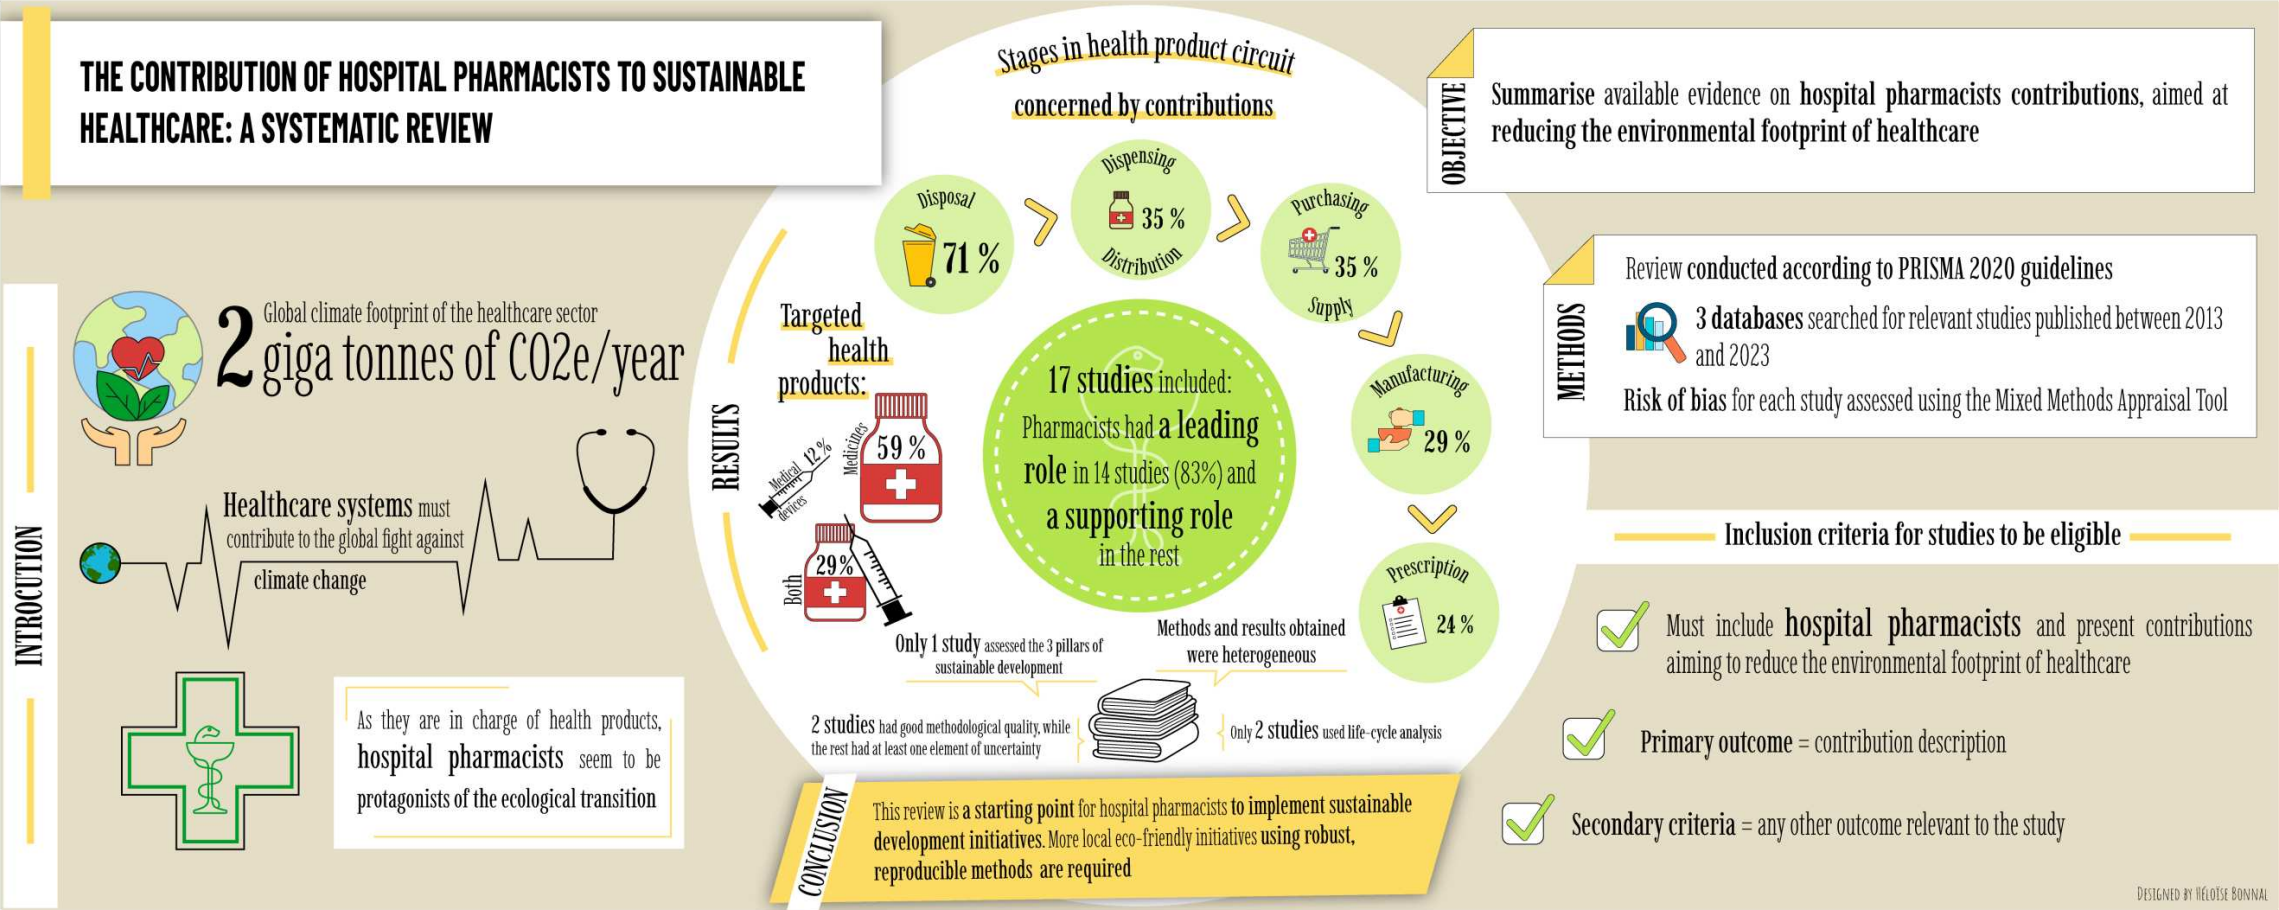 THE CONTRIBUTION OF HOSPITAL PHARMACISTS TO SUSTAINABLE
HEALTHCARE: A SYSTEMATIC REVIEW
INTROCUTION
Global climate footprint of the healthcare sector
2 giga tonnes of CO2e/year
Healthcare systems must
contribute to the global fight against
climate change
As they are in charge of health products,
hospital pharmacists seem to be
protagonists of the ecological transition
OBJECTIVE
Summarise available evidence on hospital pharmacists contributions, aimed at
reducing the environmental footprint of healthcare
METHODS
Review conducted according to PRISMA 2020 guidelines
3 databases searched for relevant studies published between 2013
and 2023
Risk of bias for each study assessed using the Mixed Methods Appraisal Tool
Inclusion criteria for studies to be eligible
Must include hospital pharmacists and present contributions
aiming to reduce the environmental footprint of healthcare
Primary outcome = contribution description
Secondary criteria = any other outcome relevant to the study
RESULTS
Stages in health product circuit
concerned by contributions
Disposal
71 %
Dispensing
35 %
Distribution
Purchasing
35 %
Supply
Manufacturing
29 %
Prescription
24 %
Targeted
health
products:
Medical 12 %
devices
Medicines
59 %
Both
29%
17 studies included:
Pharmacists had a leading
role in 14 studies (83%) and
a supporting role
in the rest
Only 1 study assessed the 3 pillars of
sustainable development
Methods and results obtained
were heterogeneous
2 studies had good methodological quality, while
the rest had at least one element of uncertainty
Only 2 studies used life-cycle analysis
CONCLUSION
This review is a starting point for hospital pharmacists to implement sustainable
development initiatives. More local eco-friendly initiatives using robust,
reproducible methods are required
DESIGNED BY HÉLOÏSE BONNAL